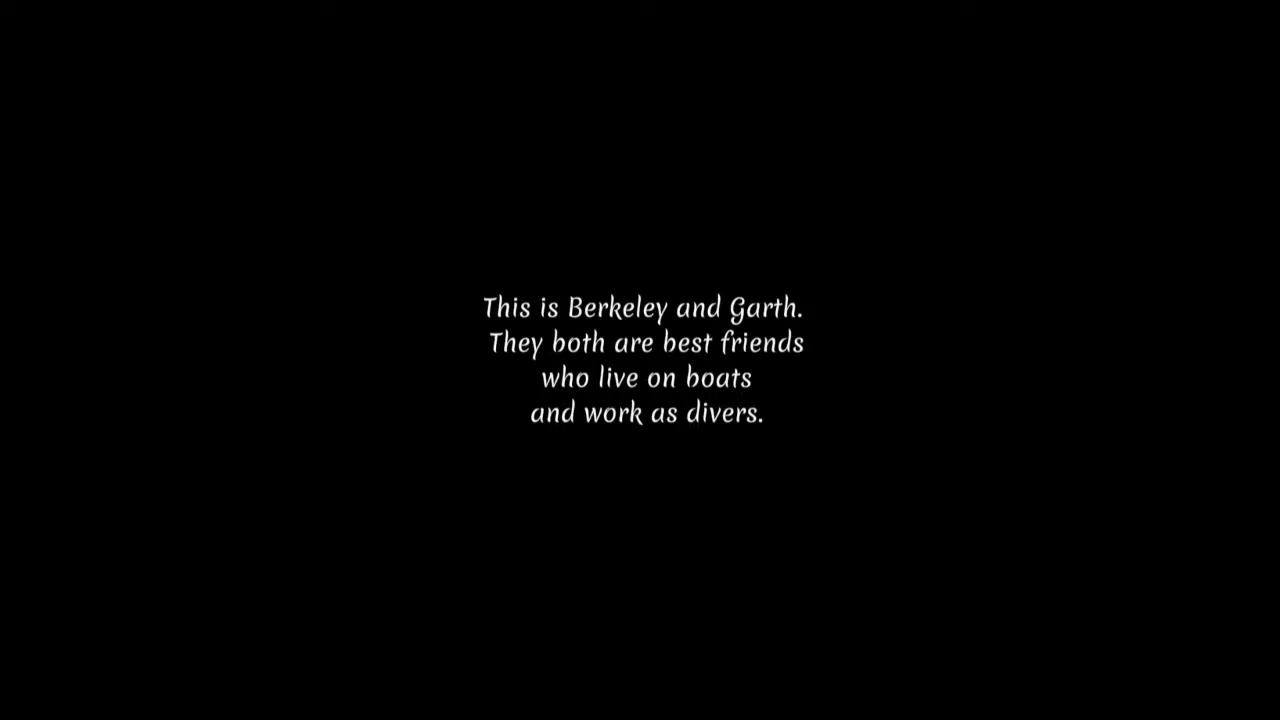 This is Berkeley and Garth.
They both are best friends
who live on boats
and work as divers.